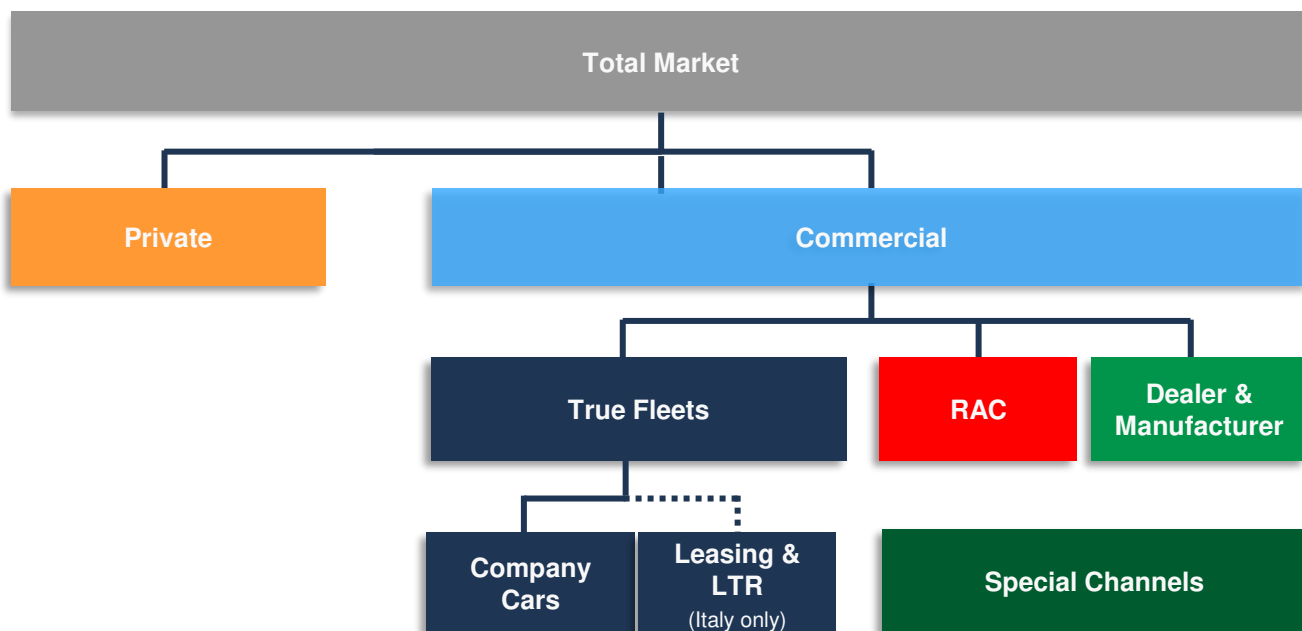 Total Market
Private
Commercial
True Fleets
RAC
Dealer &
Manufacturer
Company
Cars
Leasing &
LTR
(Italy only)
Special Channels